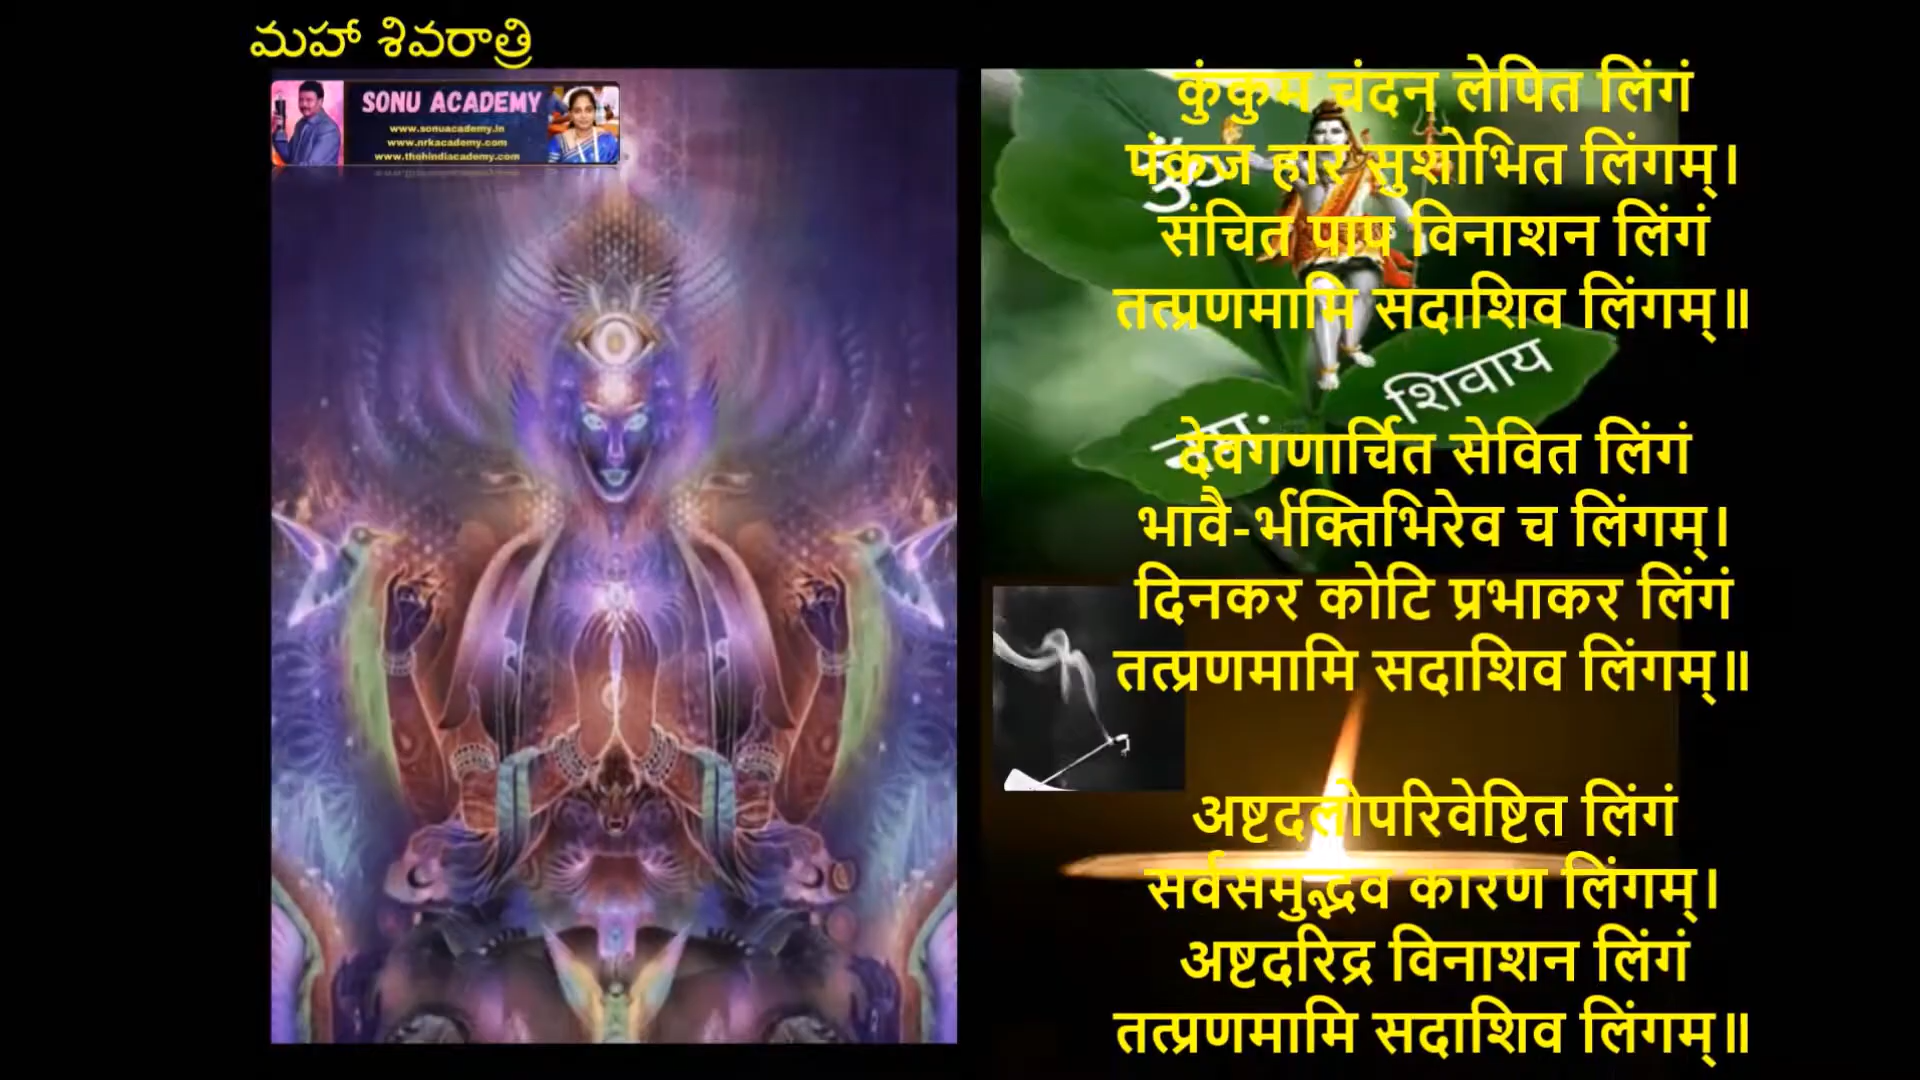 మహా శివరాత్రి
SONU ACADEMY
www.sonuacademy.in
www.nrkacademy.com
www.thehindiacademy.com
कुंकुम चंदन लेपित लिंगं
पंकज हार सुशोभित लिंगम्।
संचित पाप विनाशन लिंगं
तत्प्रणमामि सदाशिव लिंगम्॥
ॐ
नमः
शिवाय
देवगणार्चित सेवित लिंगं
भावै-र्भक्तिभिरेव च लिंगम्।
दिनकर कोटि प्रभाकर लिंगं
तत्प्रणमामि सदाशिव लिंगम्॥
अष्टदलोपरिवेष्टित लिंगं
सर्वसमुद्भव कारण लिंगम्।
अष्टदरिद्र विनाशन लिंगं
तत्प्रणमामि सदाशिव लिंगम्॥